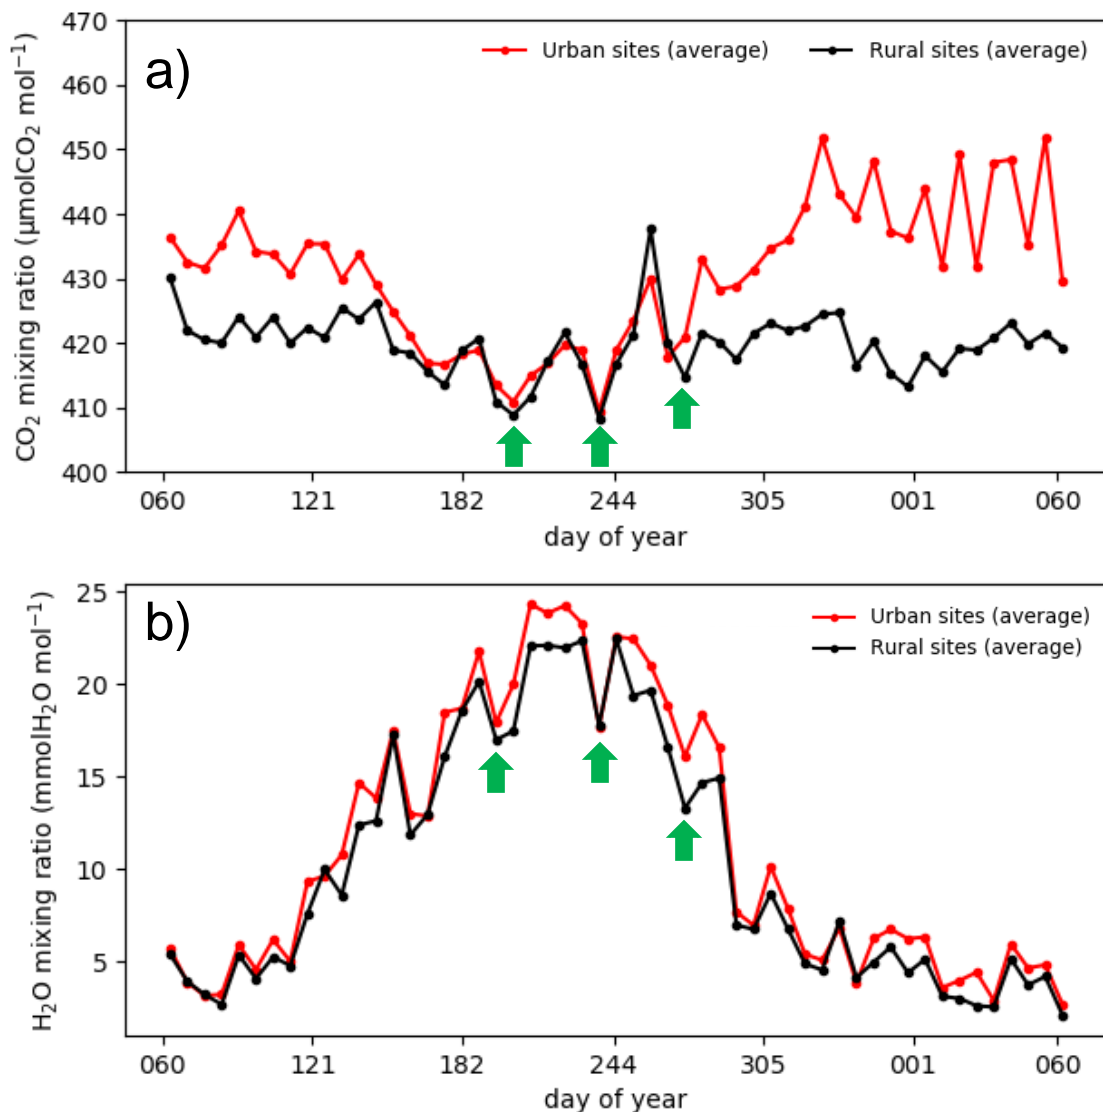 a)
Urban sites (average)
Rural sites (average)
CO₂ mixing ratio (μmolCO₂ mol⁻¹)
470
460
450
440
430
420
410
400
060 121 182 244 305 001 060
day of year
b)
Urban sites (average)
Rural sites (average)
H₂O mixing ratio (mmolH₂O mol⁻¹)
25
20
15
10
5
060 121 182 244 305 001 060
day of year